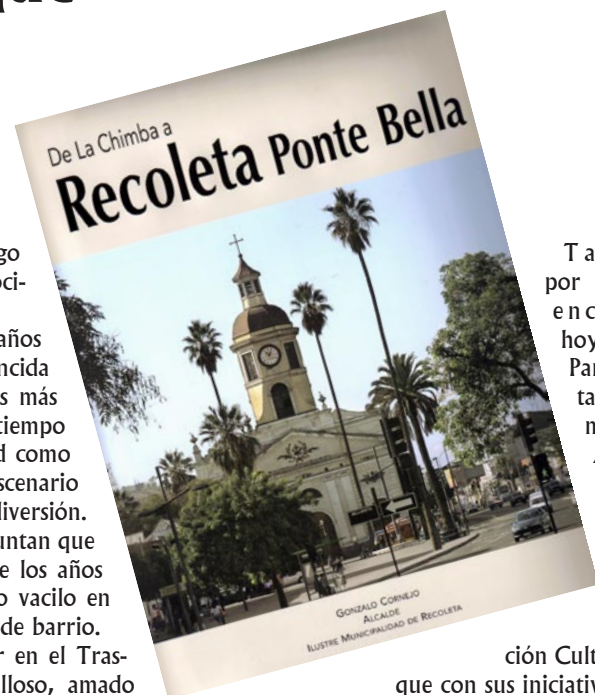 De La Chimba a
Recoleta Ponte Bella
GONZALO CORNEJO
ALCALDE
ILUSTRE MUNICIPALIDAD DE RECOLETA
go
oci-
años
ncida
s más
tiempo
d como
scenario
diversión.
untan que
e los años
o vacilo en
de barrio.
r en el Tras-
lloso, amado
Ta
por
enc
hoy
Par
ta
ción Cult
que con sus iniciativ